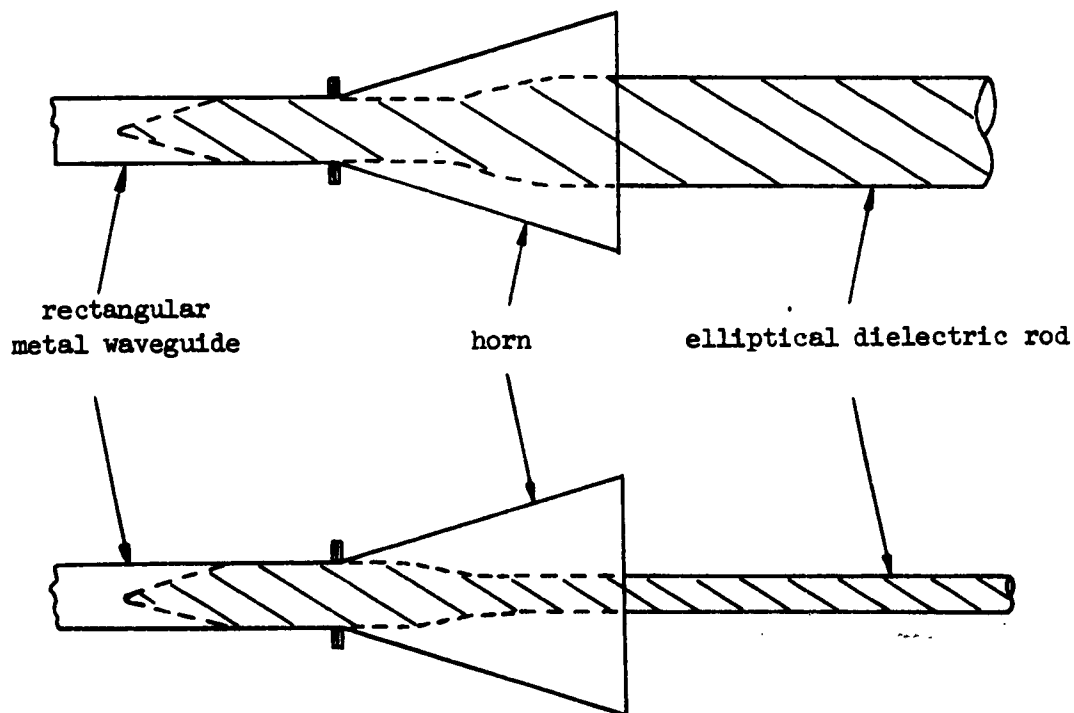 rectangular
metal waveguide
horn
elliptical dielectric rod